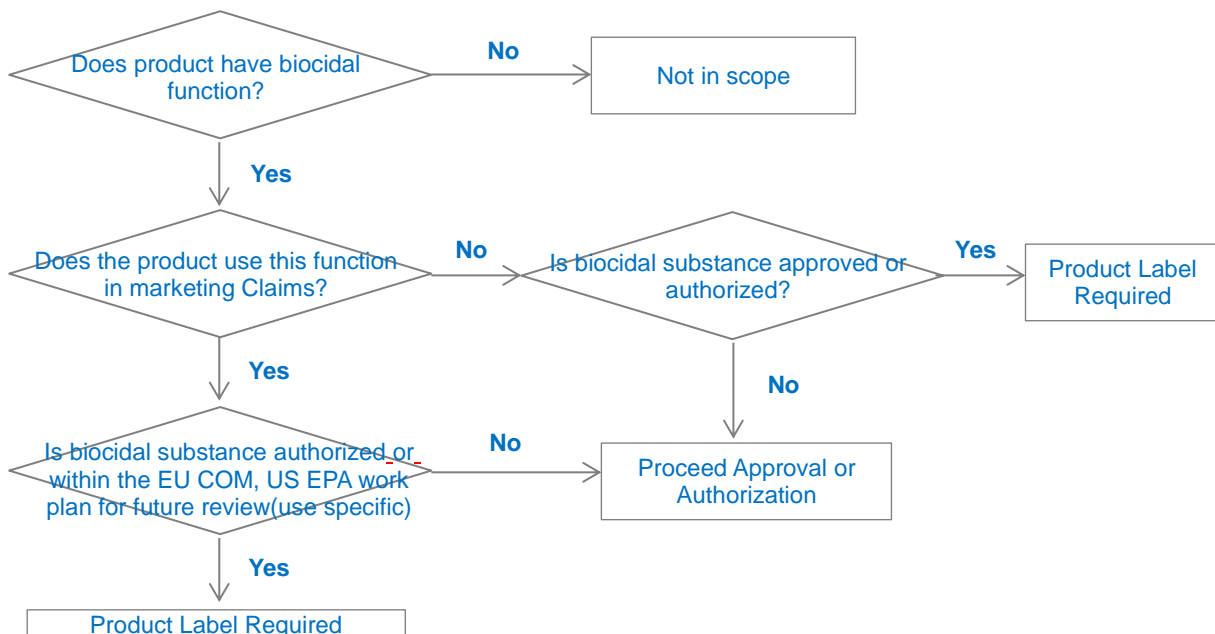 Does product have biocidal
function?
No
Not in scope
Yes
Does the product use this function
in marketing Claims?
No
Is biocidal substance approved or
authorized?
Yes
Product Label
Required
Yes
No
Is biocidal substance authorized or
within the EU COM, US EPA work
plan for future review(use specific)
No
Proceed Approval or
Authorization
Yes
Product Label Required